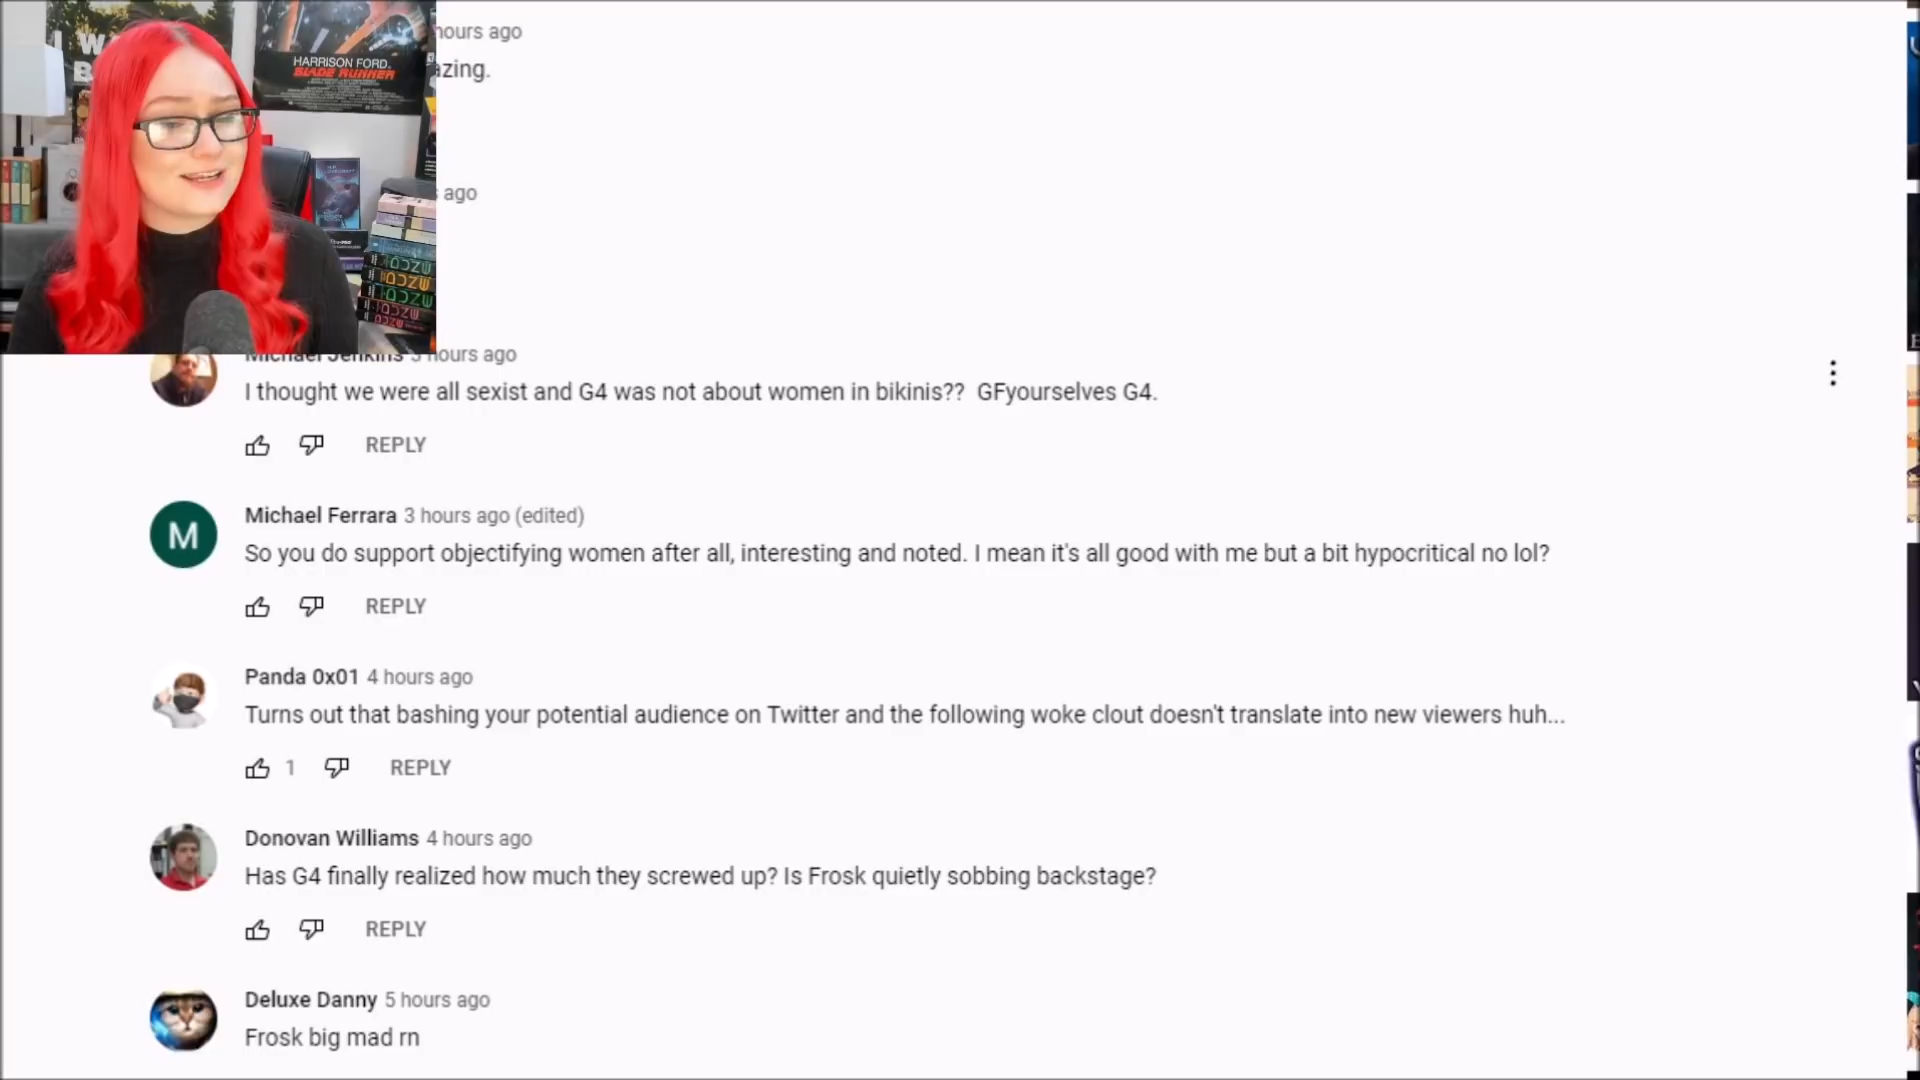 HARRISON FORD.
BLADE RUNNER
hours ago
azing.
ago
Michael Jenkins 3 hours ago
I thought we were all sexist and G4 was not about women in bikinis?? GFyourselves G4.
REPLY
M
Michael Ferrara 3 hours ago (edited)
So you do support objectifying women after all, interesting and noted. I mean it's all good with me but a bit hypocritical no lol?
REPLY
Panda 0x01 4 hours ago
Turns out that bashing your potential audience on Twitter and the following woke clout doesn't translate into new viewers huh...
1 REPLY
Donovan Williams 4 hours ago
Has G4 finally realized how much they screwed up? Is Frosk quietly sobbing backstage?
REPLY
Deluxe Danny 5 hours ago
Frosk big mad rn